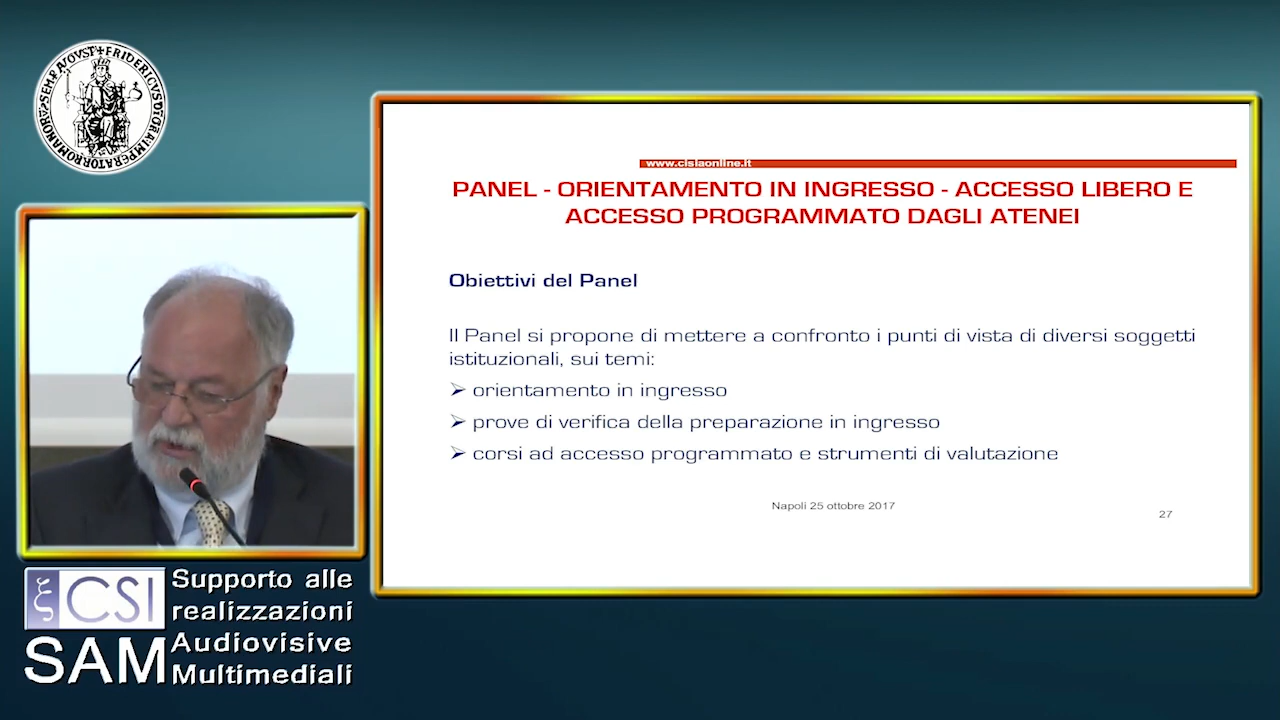 www.cisiaonline.it
PANEL - ORIENTAMENTO IN INGRESSO - ACCESSO LIBERO E
ACCESSO PROGRAMMATO DAGLI ATENEI
Obiettivi del Panel
Il Panel si propone di mettere a confronto i punti di vista di diversi soggetti
istituzionali, sui temi:
➢ orientamento in ingresso
➢ prove di verifica della preparazione in ingresso
➢ corsi ad accesso programmato e strumenti di valutazione
Napoli 25 ottobre 2017
27
CSI
SAM
Supporto alle
realizzazioni
Audiovisive
Multimediali